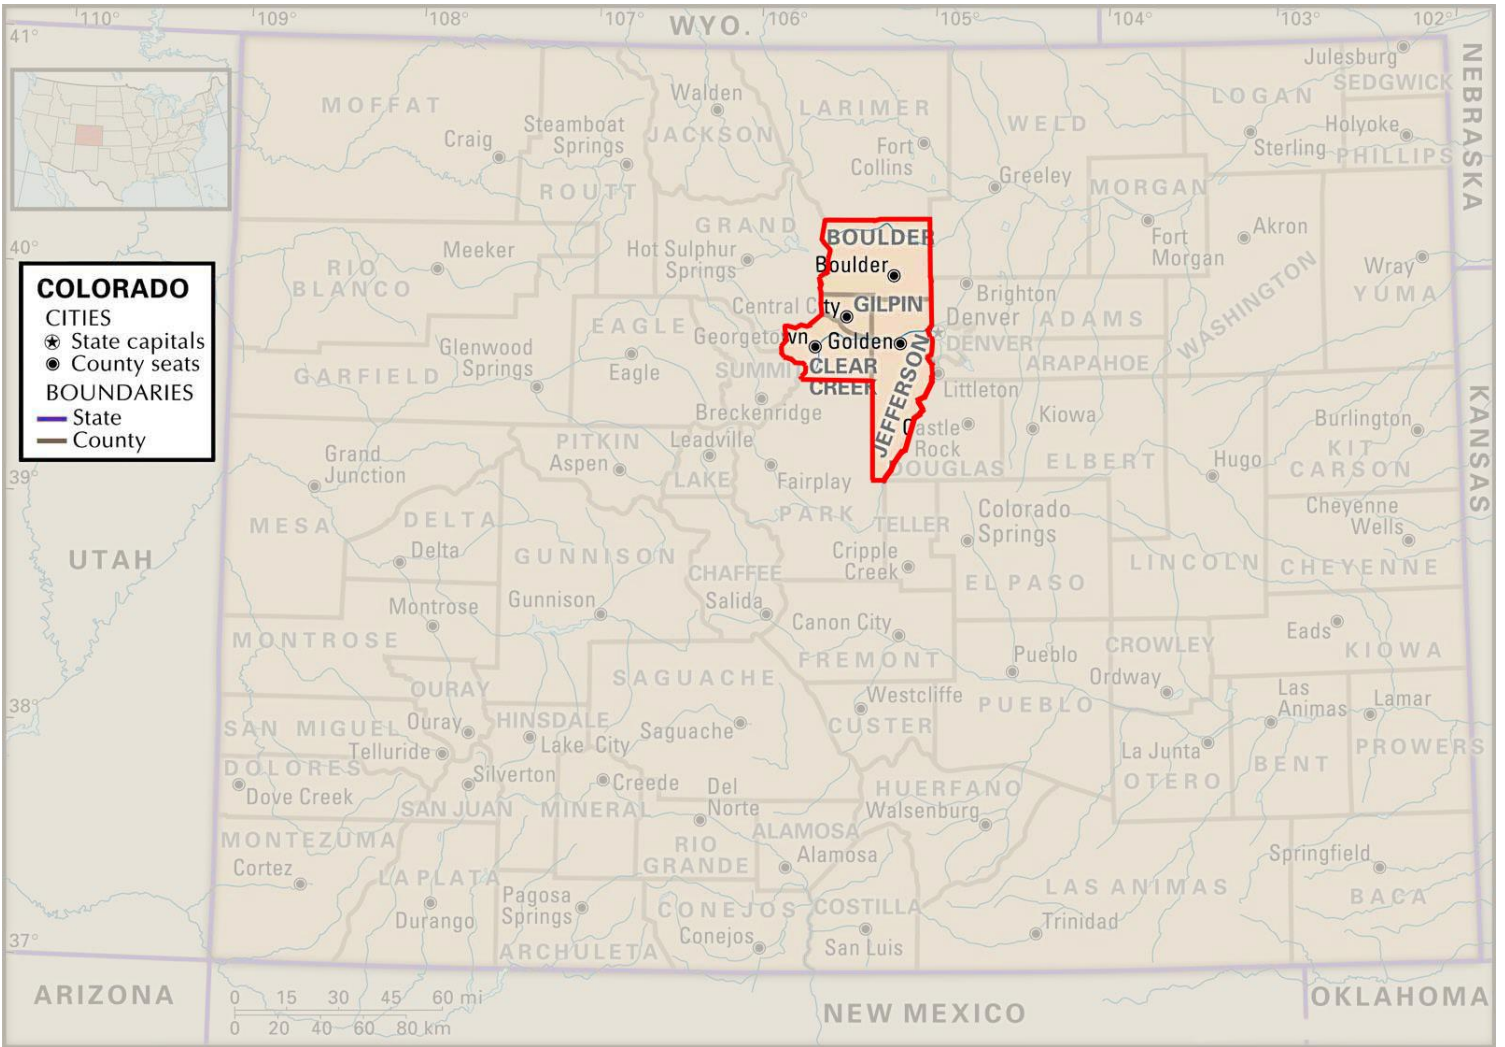 110°
109°
108°
107°
WYO.
106°
105°
104°
103°
102°
41°
Julesburg
SEDGWICK
NEBRASKA
MOFFAT
Walden
LARIMER
LOGAN
Craig
Steamboat
Springs
JACKSON
WELD
Holyoke
Fort
Collins
Sterling
PHILLIPS
ROUTT
Greeley
MORGAN
40°
GRAND
BOULDER
Akron
Meeker
Hot Sulphur
Springs
Boulder
Fort
Morgan
WASHINGTON
Wray
YUMA
RIO
BLANCO
Central City
GILPIN
Brighton
COLORADO
CITIES
State capitals
County seats
BOUNDARIES
State
County
EAGLE
Georgetown
Golden
Denver
DENVER
ADAMS
Glenwood
Springs
Eagle
SUMMIT
CLEAR
CREEK
JEFFERSON
ARAPAHOE
GARFIELD
Littleton
KANSAS
Breckenridge
Castle
Rock
Kiowa
Burlington
PITKIN
Aspen
Leadville
LAKE
DOUGLAS
ELBERT
Hugo
KIT
CARSON
Grand
Junction
39°
Fairplay
PARK
MESA
DELTA
TELLER
Colorado
Springs
Cheyenne
Wells
UTAH
Delta
GUNNISON
CHAFFEE
Cripple
Creek
EL PASO
LINCOLN
CHEYENNE
Montrose
Gunnison
Salida
Canon City
Eads
MONTROSE
FREMONT
Pueblo
CROWLEY
KIOWA
OURAY
SAGUACHE
Westcliffe
PUEBLO
Ordway
Las
Animas
Lamar
38°
SAN MIGUEL
Ouray
HINSDALE
Saguache
CUSTER
Telluride
Lake City
La Junta
PROWERS
DOLORES
Silverton
Creede
Del
Norte
HUERFANO
OTERO
BENT
Dove Creek
SAN JUAN
MINERAL
Walsenburg
MONTEZUMA
RIO
GRANDE
ALAMOSA
Alamosa
Springfield
Cortez
LA PLATA
Pagosa
Springs
LAS ANIMAS
BACA
Durango
CONEJOS
COSTILLA
Trinidad
37°
ARCHULETA
Conejos
San Luis
ARIZONA
0 15 30 45 60 mi
0 20 40 60 80 km
NEW MEXICO
OKLAHOMA